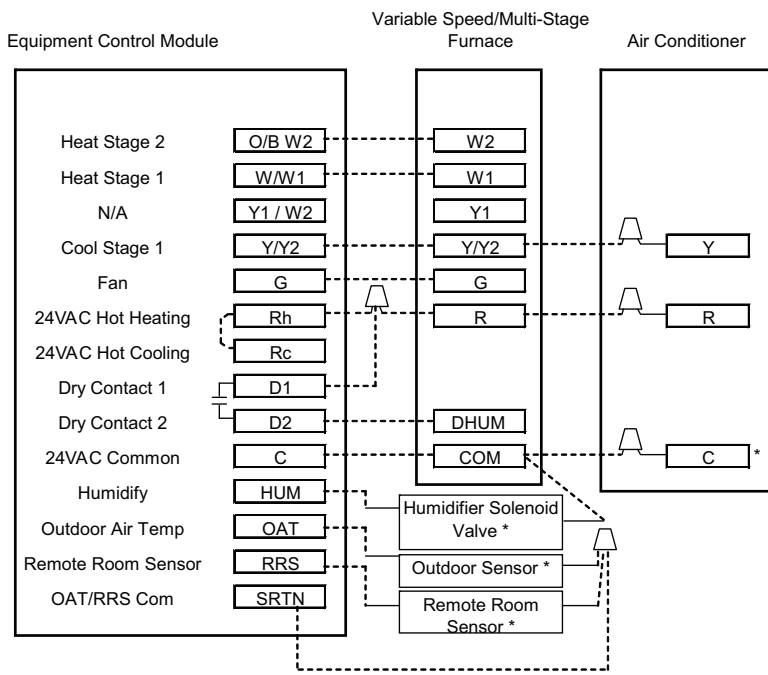 Variable Speed/Multi-Stage
Equipment Control Module Furnace Air Conditioner
Heat Stage 2 O/B W2 W2
Heat Stage 1 W/W1 W1
N/A Y1 / W2 Y1
Cool Stage 1 Y/Y2 Y/Y2 Y
Fan G G
24VAC Hot Heating Rh R R
24VAC Hot Cooling Rc
Dry Contact 1 D1
Dry Contact 2 D2 DHUM
24VAC Common C COM C *
Humidify HUM
Humidifier Solenoid
Valve *
Outdoor Air Temp OAT
Outdoor Sensor *
Remote Room Sensor RRS
Remote Room
Sensor *
OAT/RRS Com SRTN